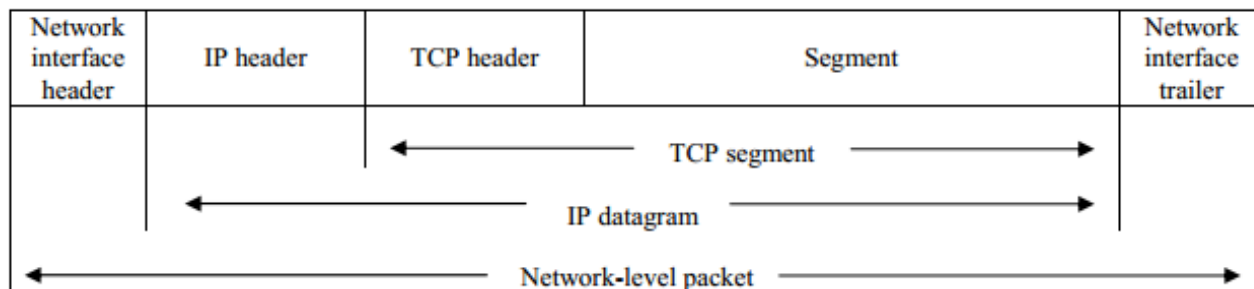 Network
interface
header
IP header
TCP header
Segment
Network
interface
trailer
TCP segment
IP datagram
Network-level packet